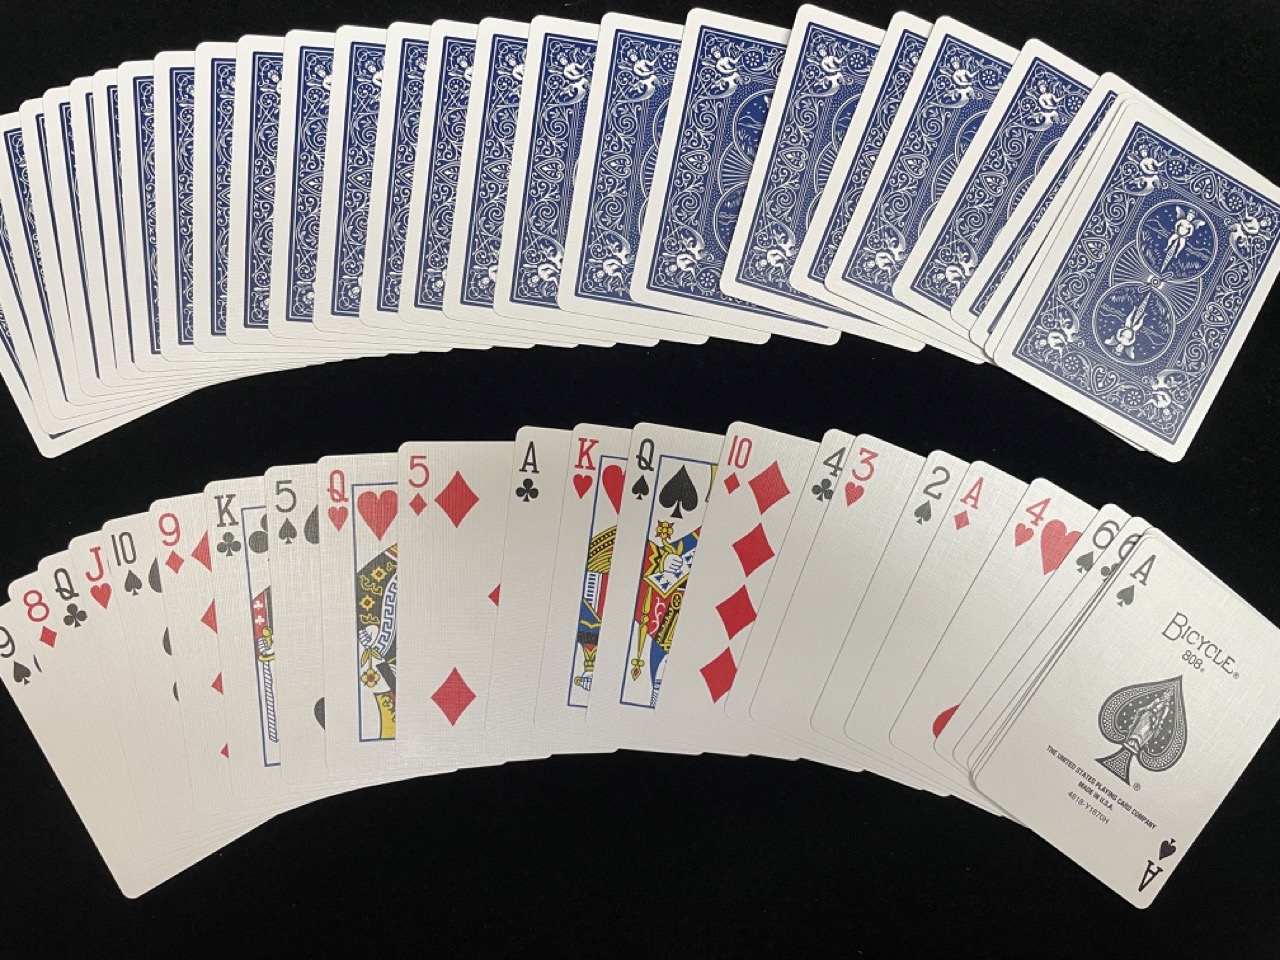 9
8
Q
J
10
9
K
5
Q
5
A
K
Q
10
4
3
2
A
4
6
6
A
BICYCLE®
808®
®
THE UNITED STATES PLAYING CARD COMPANY
MADE IN U.S.A.
A